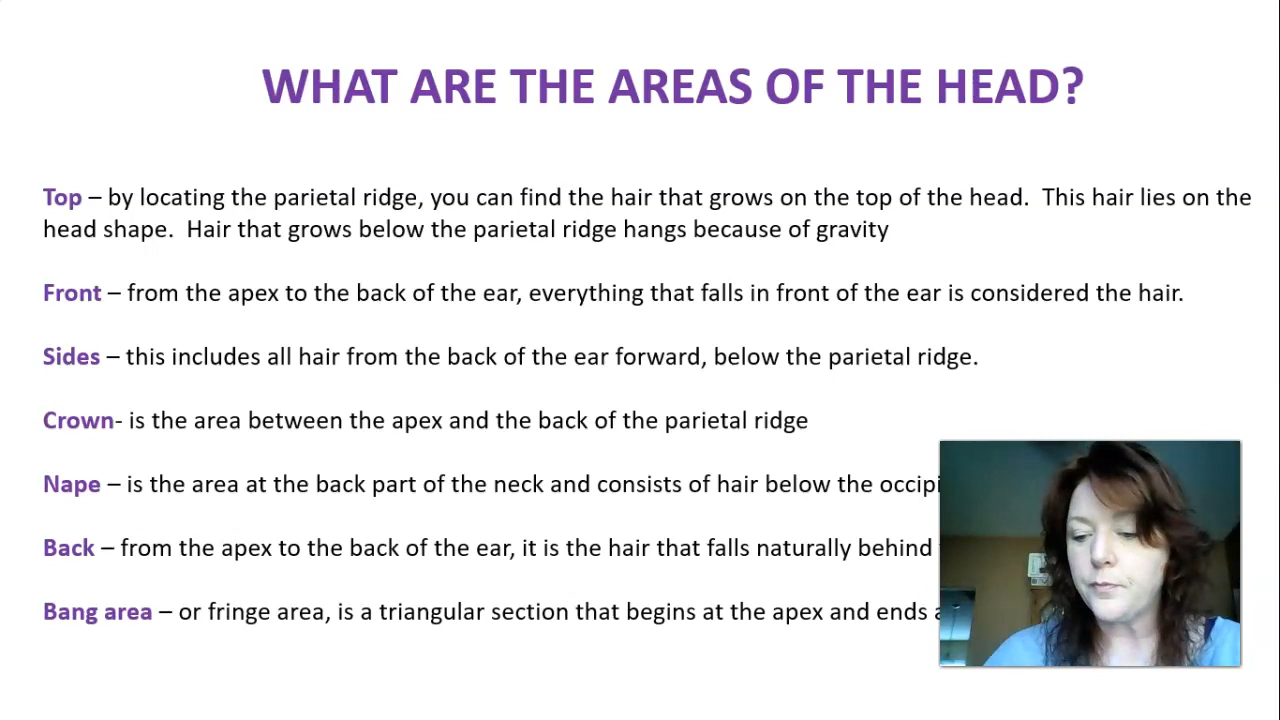 WHAT ARE THE AREAS OF THE HEAD?
Top – by locating the parietal ridge, you can find the hair that grows on the top of the head.  This hair lies on the
head shape.  Hair that grows below the parietal ridge hangs because of gravity
Front – from the apex to the back of the ear, everything that falls in front of the ear is considered the hair.
Sides – this includes all hair from the back of the ear forward, below the parietal ridge.
Crown- is the area between the apex and the back of the parietal ridge
Nape – is the area at the back part of the neck and consists of hair below the
Back – from the apex to the back of the ear, it is the hair that falls naturally behind
Bang area – or fringe area, is a triangular section that begins at the apex and ends